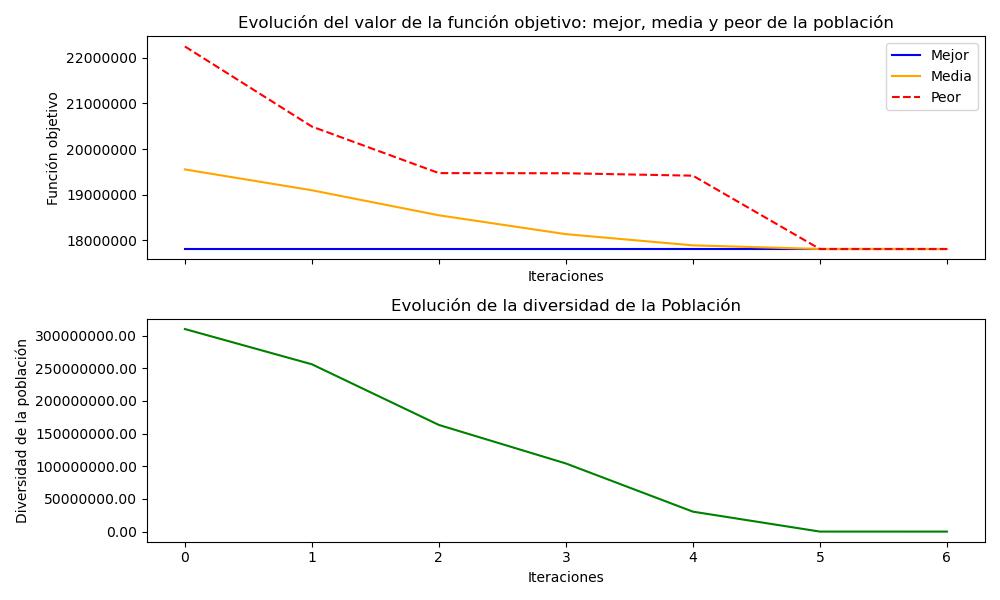 Evolución del valor de la función objetivo: mejor, media y peor de la población
Función objetivo
22000000
21000000
20000000
19000000
18000000
Mejor
Media
Peor
Iteraciones
Evolución de la diversidad de la Población
Diversidad de la población
300000000.00
250000000.00
200000000.00
150000000.00
100000000.00
50000000.00
0.00
0 1 2 3 4 5 6
Iteraciones